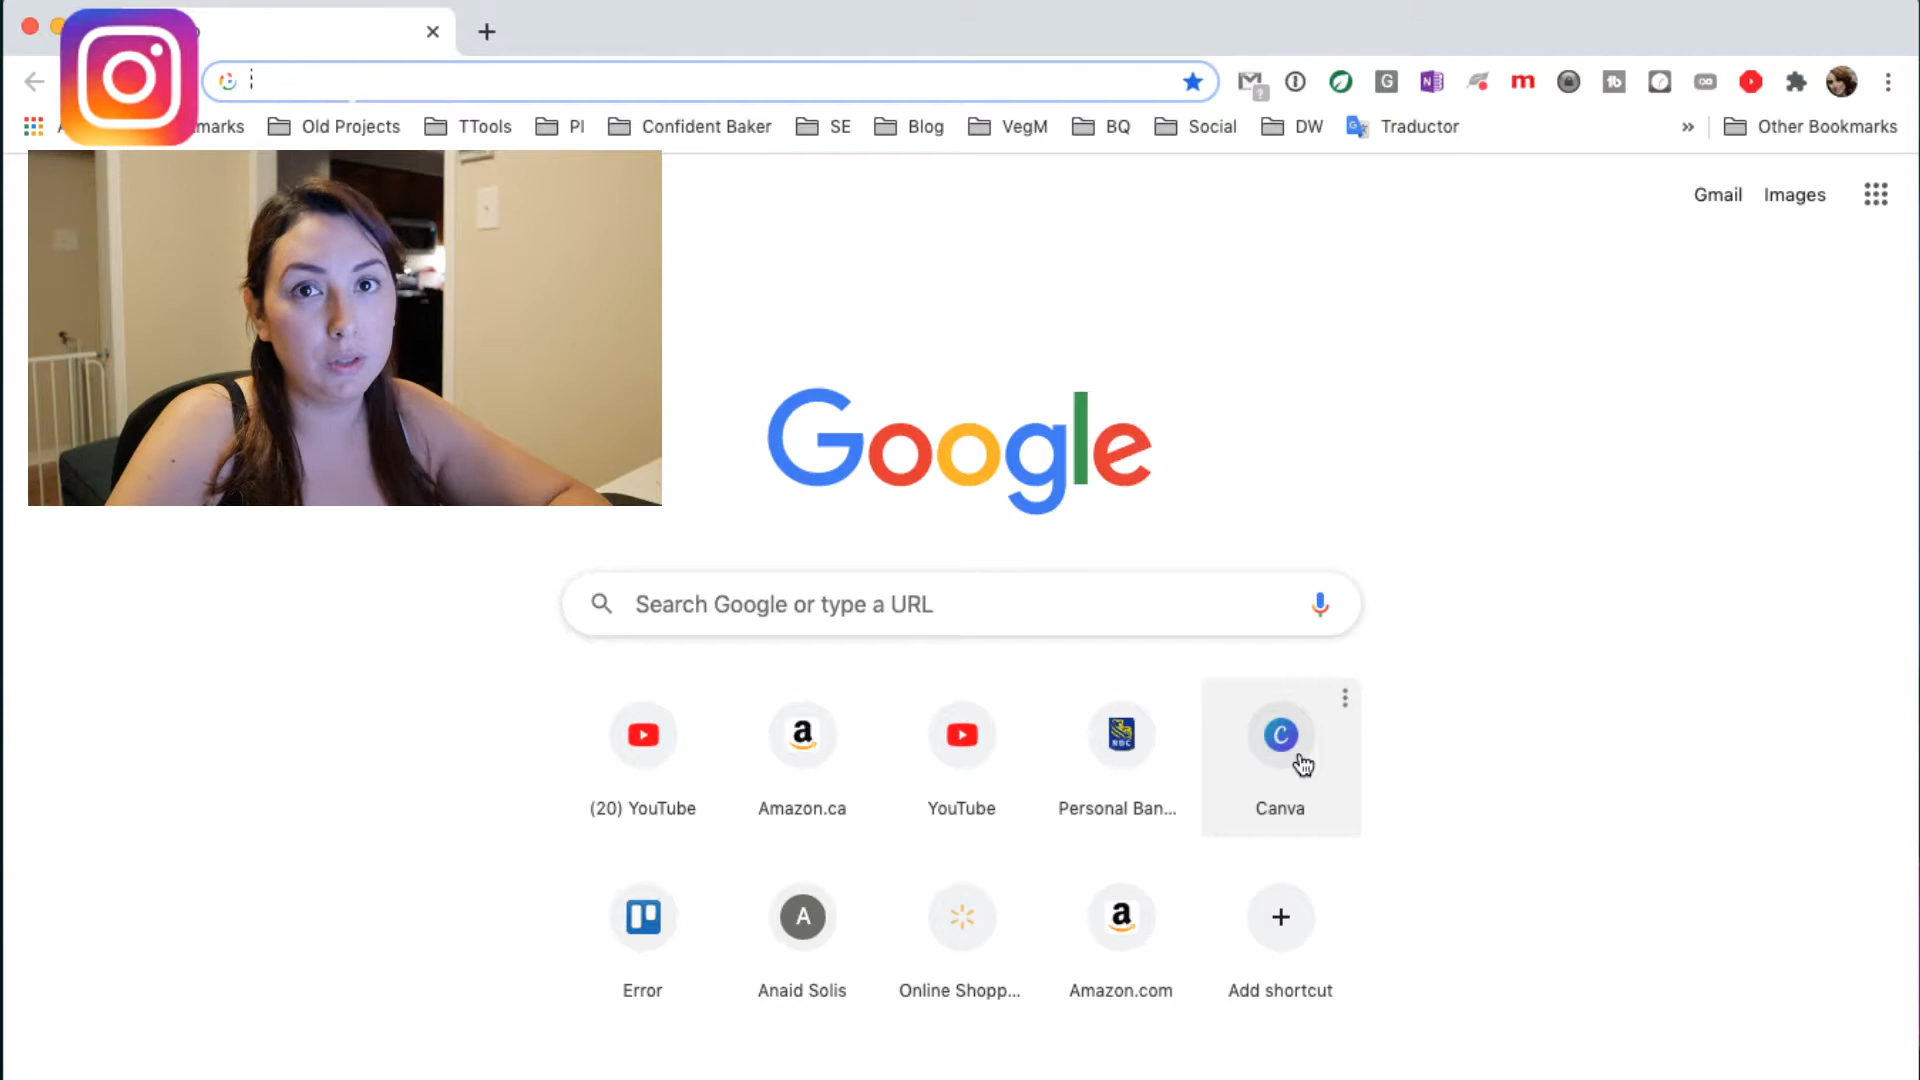 marks Old Projects TTools PI Confident Baker SE Blog VegM BQ Social DW Traductor » Other Bookmarks
Gmail Images
Google
Search Google or type a URL
(20) YouTube Amazon.ca YouTube Personal Ban... Canva
Error Anaid Solis Online Shopp... Amazon.com Add shortcut